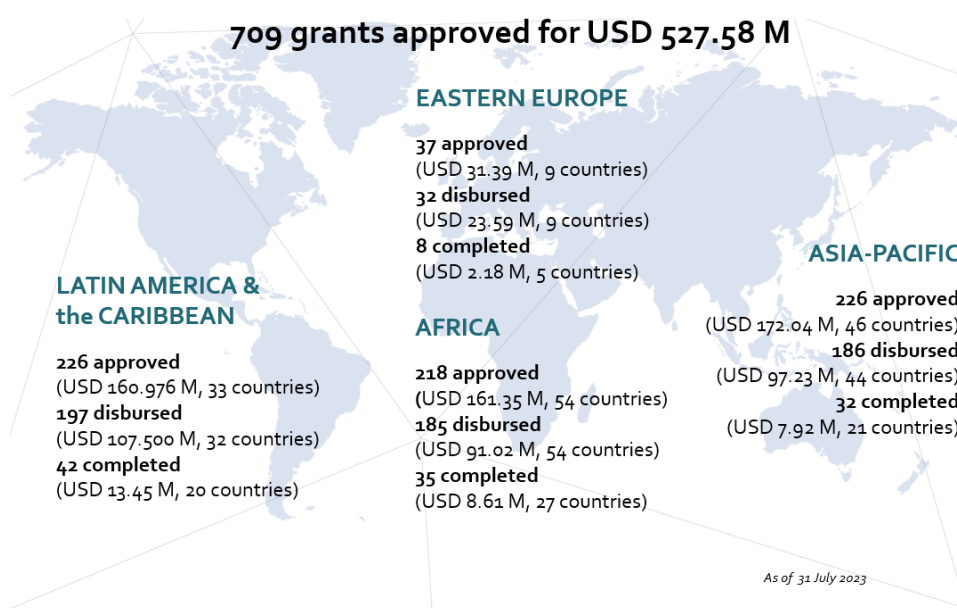 709 grants approved for USD 527.58 M
EASTERN EUROPE
37 approved
(USD 31.39 M, 9 countries)
32 disbursed
(USD 23.59 M, 9 countries)
8 completed
(USD 2.18 M, 5 countries)
LATIN AMERICA &
the CARIBBEAN
226 approved
(USD 160.976 M, 33 countries)
197 disbursed
(USD 107.500 M, 32 countries)
42 completed
(USD 13.45 M, 20 countries)
AFRICA
218 approved
(USD 161.35 M, 54 countries)
185 disbursed
(USD 91.02 M, 54 countries)
35 completed
(USD 8.61 M, 27 countries)
ASIA-PACIFIC
226 approved
(USD 172.04 M, 46 countries)
186 disbursed
(USD 97.23 M, 44 countries)
32 completed
(USD 7.92 M, 21 countries)
As of 31 July 2023